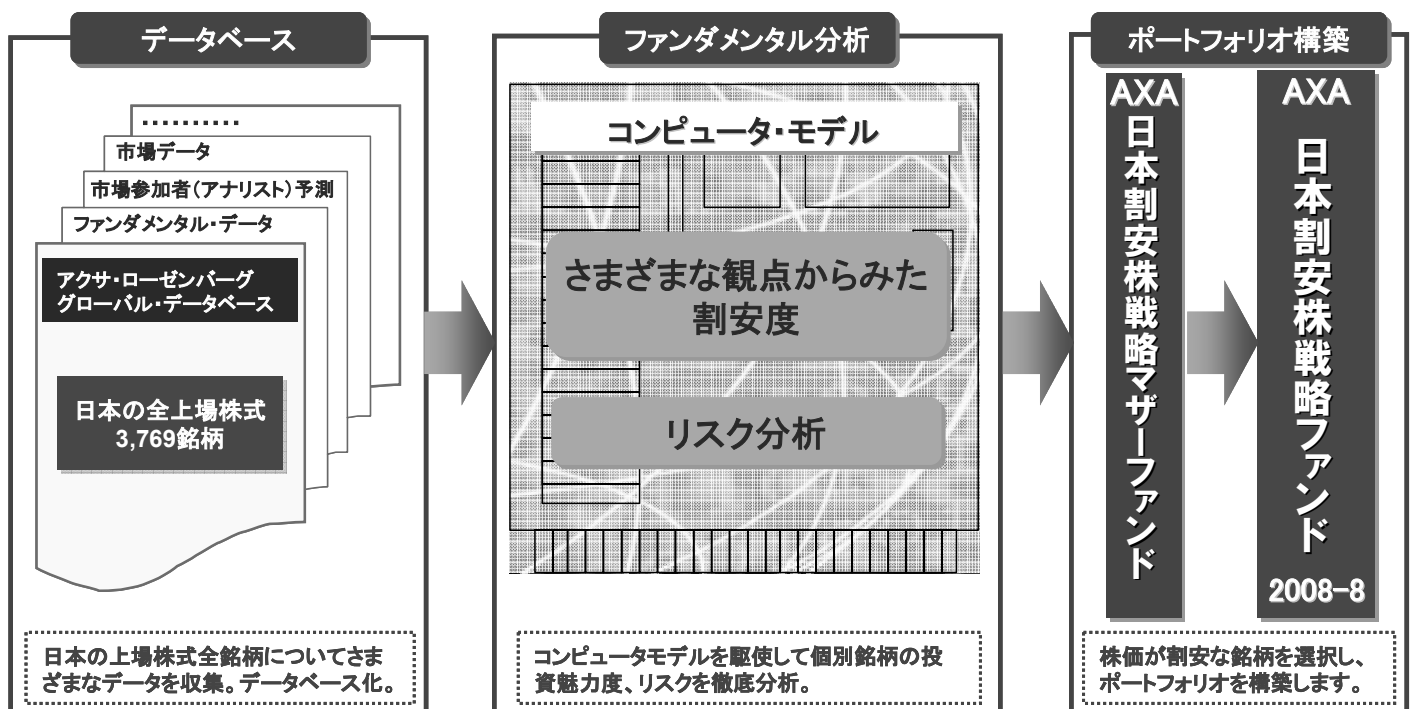 データベース
‥‥‥‥‥
市場データ
市場参加者(アナリスト)予測
ファンダメンタル・データ
アクサ・ローゼンバーグ
グローバル・データベース
日本の全上場株式
3,769銘柄
日本の上場株式全銘柄についてさま
ざまなデータを収集。データベース化。
ファンダメンタル分析
コンピュータ・モデル
さまざまな観点からみた
割安度
リスク分析
コンピュータモデルを駆使して個別銘柄の投
資魅力度、リスクを徹底分析。
ポートフォリオ構築
AXA
日本割安株戦略マザーファンド
AXA
日本割安株戦略ファンド
2008-8
株価が割安な銘柄を選択し、
ポートフォリオを構築します。